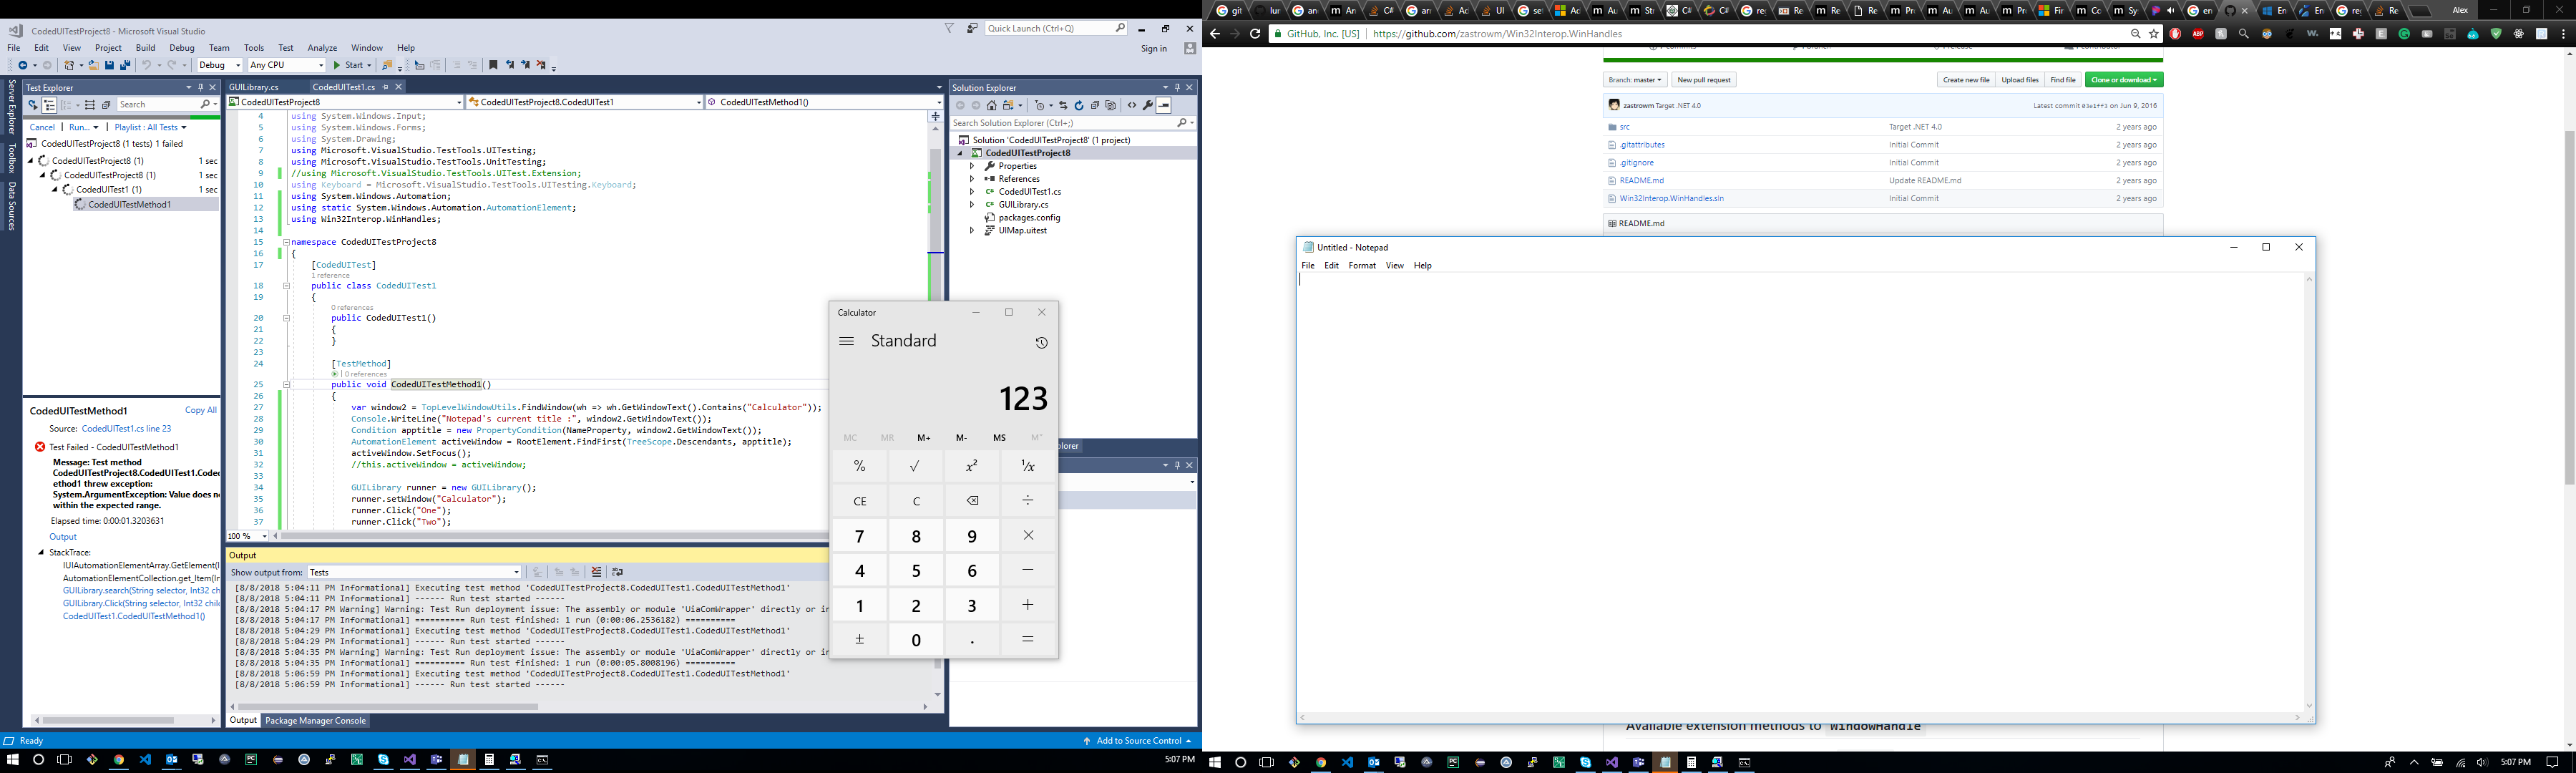 CodedUITestProject8 - Microsoft Visual Studio
Quick Launch (Ctrl+Q)
File Edit View Project Build Debug Team Tools Test Analyze Window Help
Sign in
Debug Any CPU Start
Server Explorer
Toolbox
Data Sources
Test Explorer
Search
Cancel | Run... Playlist : All Tests
CodedUITestProject8 (1 tests) 1 failed
CodedUITestProject8 (1) 1 sec
CodedUITestProject8 (1) 1 sec
CodedUITest1 (1) 1 sec
CodedUITestMethod1
CodedUITestMethod1 Copy All
Source: CodedUITest1.cs line 23
Test Failed - CodedUITestMethod1
Message: Test method
CodedUITestProject8.CodedUITest1.Coded
ethod1 threw exception:
System.ArgumentException: Value does no
within the expected range.
Elapsed time: 0:00:01.3203631
Output
StackTrace:
IUIAutomationElementArray.GetElement(I
AutomationElementCollection.get_Item(In
GUILibrary.search(String selector, Int32 ch
GUILibrary.Click(String selector, Int32 chil
CodedUITest1.CodedUITestMethod1()
GUILibrary.cs CodedUITest1.cs
CodedUITestProject8 CodedUITestProject8.CodedUITest1 CodedUITestMethod1()
4 using System.Windows.Input;
5 using System.Windows.Forms;
6 using System.Drawing;
7 using Microsoft.VisualStudio.TestTools.UITesting;
8 using Microsoft.VisualStudio.TestTools.UnitTesting;
9 //using Microsoft.VisualStudio.TestTools.UITest.Extension;
10 using Keyboard = Microsoft.VisualStudio.TestTools.UITesting.Keyboard;
11 using System.Windows.Automation;
12 using static System.Windows.Automation.AutomationElement;
13 using Win32Interop.WinHandles;
14
15 namespace CodedUITestProject8
16 {
17 [CodedUITest]
1 reference
18 public class CodedUITest1
19 {
0 references
20 public CodedUITest1()
21 {
22 }
23
24 [TestMethod]
| 0 references
25 public void CodedUITestMethod1()
26 {
27 var window2 = TopLevelWindowUtils.FindWindow(wh => wh.GetWindowText().Contains("Calculator"));
28 Console.WriteLine("Notepad's current title :", window2.GetWindowText());
29 Condition apptitle = new PropertyCondition(NameProperty, window2.GetWindowText());
30 AutomationElement activeWindow = RootElement.FindFirst(TreeScope.Descendants, apptitle);
31 activeWindow.SetFocus();
32 //this.activeWindow = activeWindow;
33
34 GUILibrary runner = new GUILibrary();
35 runner.setWindow("Calculator");
36 runner.Click("One");
37 runner.Click("Two");
100 %
Output
Show output from: Tests
[8/8/2018 5:04:11 PM Informational] Executing test method 'CodedUITestProject8.CodedUITest1.CodedUITestMethod1'
[8/8/2018 5:04:11 PM Informational] ------ Run test started ------
[8/8/2018 5:04:17 PM Warning] Warning: Test Run deployment issue: The assembly or module 'UiaComWrapper' directly or in
[8/8/2018 5:04:17 PM Informational] ========== Run test finished: 1 run (0:00:06.2536182) ==========
[8/8/2018 5:04:29 PM Informational] Executing test method 'CodedUITestProject8.CodedUITest1.CodedUITestMethod1'
[8/8/2018 5:04:29 PM Informational] ------ Run test started ------
[8/8/2018 5:04:35 PM Warning] Warning: Test Run deployment issue: The assembly or module 'UiaComWrapper' directly or in
[8/8/2018 5:04:35 PM Informational] ========== Run test finished: 1 run (0:00:05.8008196) ==========
[8/8/2018 5:06:59 PM Informational] Executing test method 'CodedUITestProject8.CodedUITest1.CodedUITestMethod1'
[8/8/2018 5:06:59 PM Informational] ------ Run test started ------
Output Package Manager Console
Ready
Add to Source Control
Solution Explorer
Search Solution Explorer (Ctrl+;)
Solution 'CodedUITestProject8' (1 project)
CodedUITestProject8
Properties
References
CodedUITest1.cs
GUILibrary.cs
packages.config
UIMap.uitest
plorer
Calculator
Standard
123
MC MR M+ M- MS M˅
% √ x² ¹/x
CE C ÷
7 8 9 ×
4 5 6 −
1 2 3 +
± 0 . =
5:07 PM
Alex
GitHub, Inc. [US] | https://github.com/zastrowm/Win32Interop.WinHandles
Branch: master New pull request
Create new file Upload files Find file Clone or download
zastrowm Target .NET 4.0 Latest commit 03e1ff3 on Jun 9, 2016
src Target .NET 4.0 2 years ago
.gitattributes Initial Commit 2 years ago
.gitignore Initial Commit 2 years ago
README.md Update README.md 2 years ago
Win32Interop.WinHandles.sln Initial Commit 2 years ago
README.md
Untitled - Notepad
File Edit Format View Help
Available extension methods to WindowHandle
5:07 PM